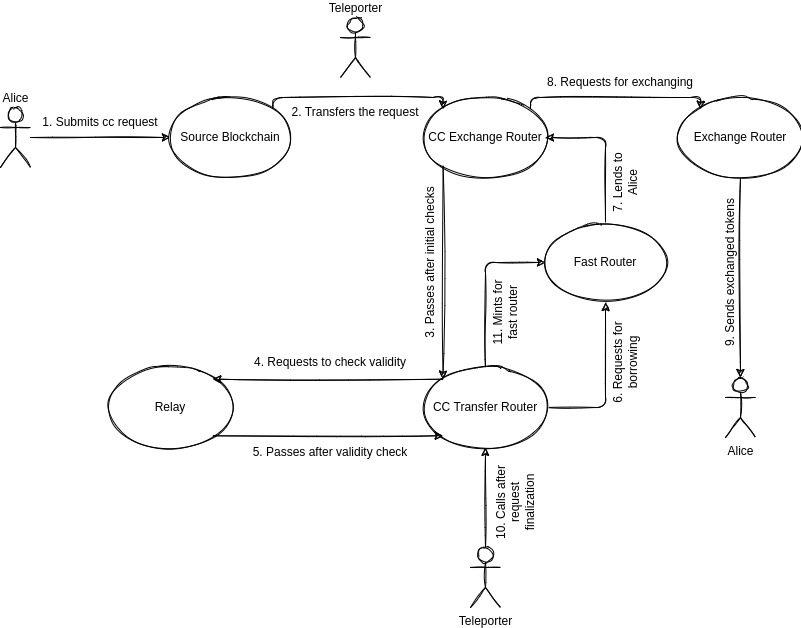 Teleporter
8. Requests for exchanging
Alice
1. Submits cc request
2. Transfers the request
Source Blockchain
CC Exchange Router
Exchange Router
7. Lends to
Alice
3. Passes after initial checks
9. Sends exchanged tokens
Fast Router
11. Mints for
fast router
6. Requests for
borrowing
4. Requests to check validity
Relay
CC Transfer Router
5. Passes after validity check
Alice
10. Calls after
request
finalization
Teleporter